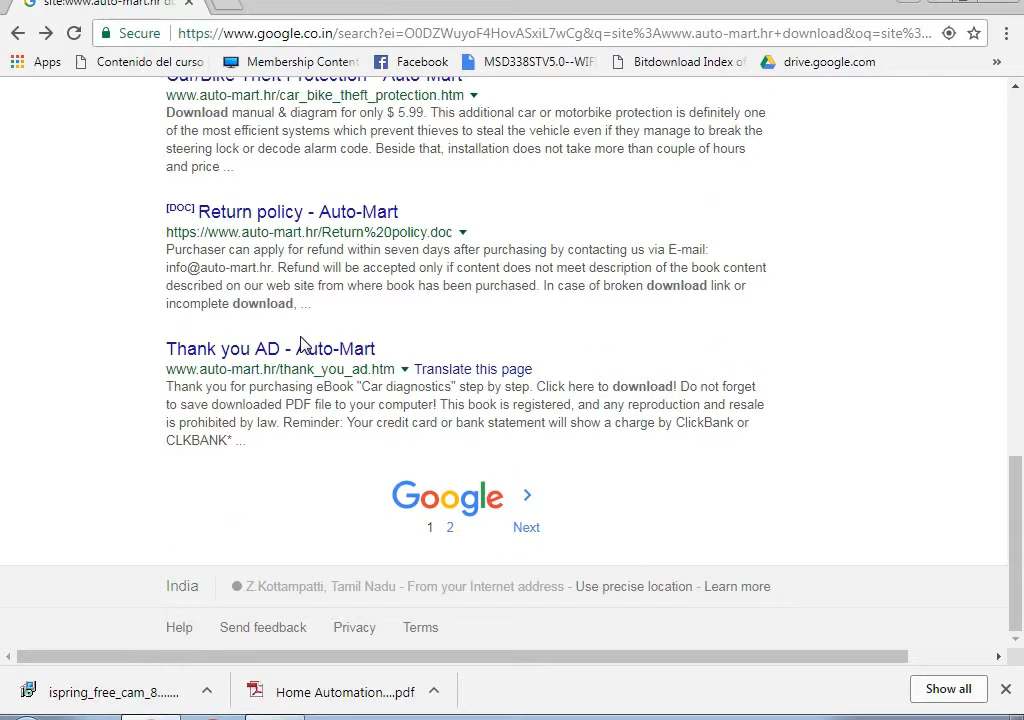 site:www.auto-mart.hr do
Secure https://www.google.co.in/search?ei=O0DZWuyoF4HovASxiL7wCg&q=site%3Awww.auto-mart.hr+download&oq=site%3...
Apps Contenido del curso Membership Content Facebook MSD338STV5.0--WIF Bitdownload Index of drive.google.com »
Car/Bike Theft Protection - Auto-Mart
www.auto-mart.hr/car_bike_theft_protection.htm
Download manual & diagram for only $ 5.99. This additional car or motorbike protection is definitely one
of the most efficient systems which prevent thieves to steal the vehicle even if they manage to break the
steering lock or decode alarm code. Beside that, installation does not take more than couple of hours
and price ...
[DOC] Return policy - Auto-Mart
https://www.auto-mart.hr/Return%20policy.doc
Purchaser can apply for refund within seven days after purchasing by contacting us via E-mail:
info@auto-mart.hr. Refund will be accepted only if content does not meet description of the book content
described on our web site from where book has been purchased. In case of broken download link or
incomplete download, ...
Thank you AD - Auto-Mart
www.auto-mart.hr/thank_you_ad.htm Translate this page
Thank you for purchasing eBook "Car diagnostics" step by step. Click here to download! Do not forget
to save downloaded PDF file to your computer! This book is registered, and any reproduction and resale
is prohibited by law. Reminder: Your credit card or bank statement will show a charge by ClickBank or
CLKBANK* ...
Google >
1 2 Next
India Z.Kottampatti, Tamil Nadu - From your Internet address - Use precise location - Learn more
Help Send feedback Privacy Terms
ispring_free_cam_8....... Home Automation....pdf Show all